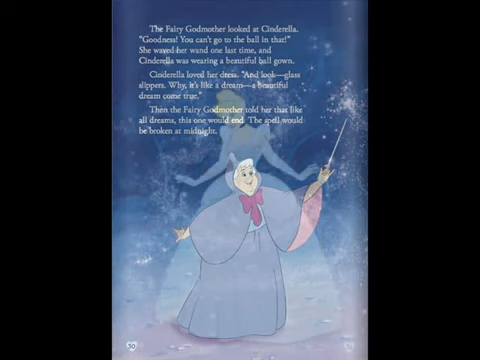 The Fairy Godmother looked at Cinderella.
"Goodness! You can't go to the ball in that!"
She waved her wand one last time, and
Cinderella was wearing a beautiful ball gown.
Cinderella loved her dress. "And look—glass
slippers. Why, it's like a dream—a beautiful
dream come true."
Then the Fairy Godmother told her that like
all dreams, this one would end. The spell would
be broken at midnight.
30